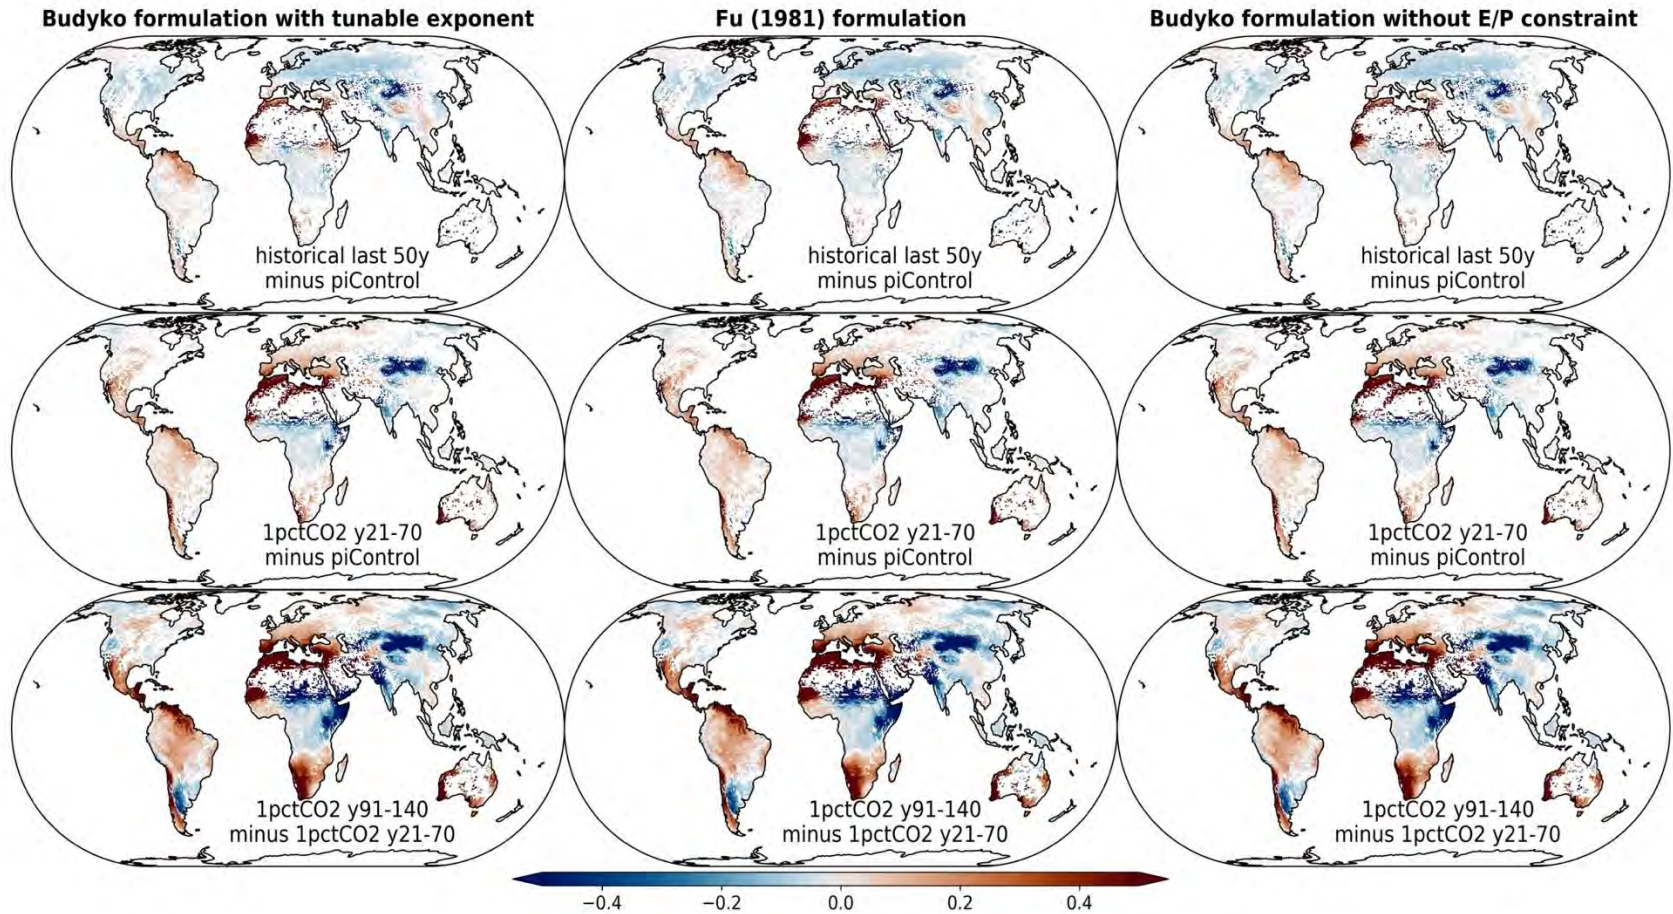 Budyko formulation with tunable exponent
Fu (1981) formulation
Budyko formulation without E/P constraint
historical last 50y
minus piControl
historical last 50y
minus piControl
historical last 50y
minus piControl
1pctCO2 y21-70
minus piControl
1pctCO2 y21-70
minus piControl
1pctCO2 y21-70
minus piControl
1pctCO2 y91-140
minus 1pctCO2 y21-70
1pctCO2 y91-140
minus 1pctCO2 y21-70
1pctCO2 y91-140
minus 1pctCO2 y21-70
−0.4
−0.2
0.0
0.2
0.4